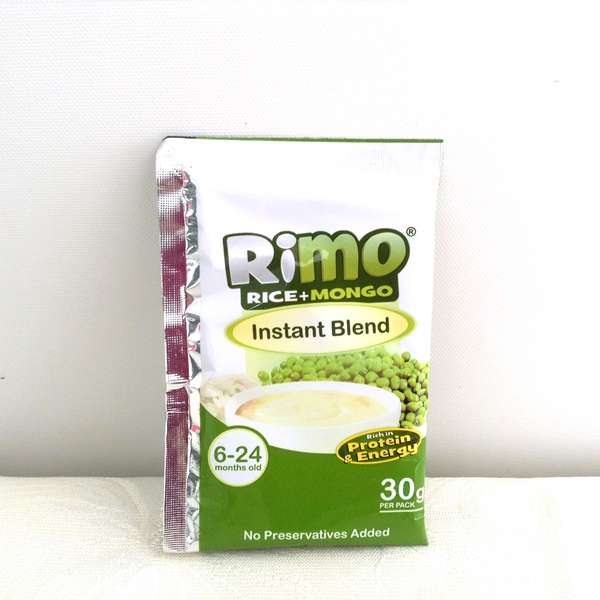 Rimo®
RICE+MONGO
Instant Blend
Rich in
Protein
& Energy
6-24
months old
30g
PER PACK
No Preservatives Added